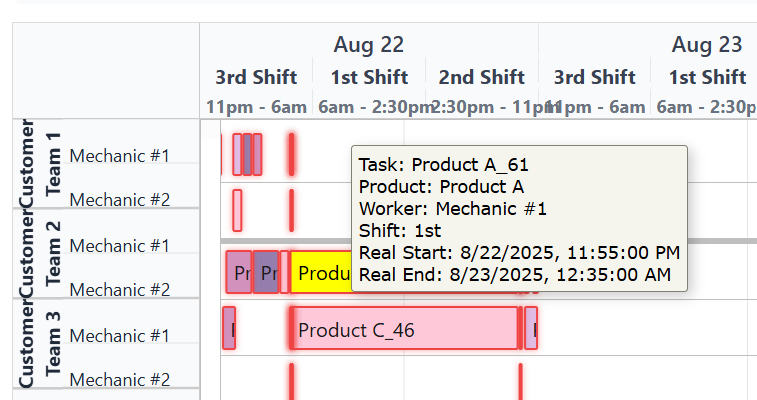 Aug 22
Aug 23
3rd Shift
1st Shift
2nd Shift
3rd Shift
1st Shift
11pm - 6am
6am - 2:30pm
2:30pm - 11pm
11pm - 6am
6am - 2:30p
Customer
Team 1
Mechanic #1
Mechanic #2
Customer
Team 2
Mechanic #1
Mechanic #2
Pr
Pr
Produ
Customer
Team 3
Mechanic #1
Mechanic #2
Product C_46
Task: Product A_61
Product: Product A
Worker: Mechanic #1
Shift: 1st
Real Start: 8/22/2025, 11:55:00 PM
Real End: 8/23/2025, 12:35:00 AM